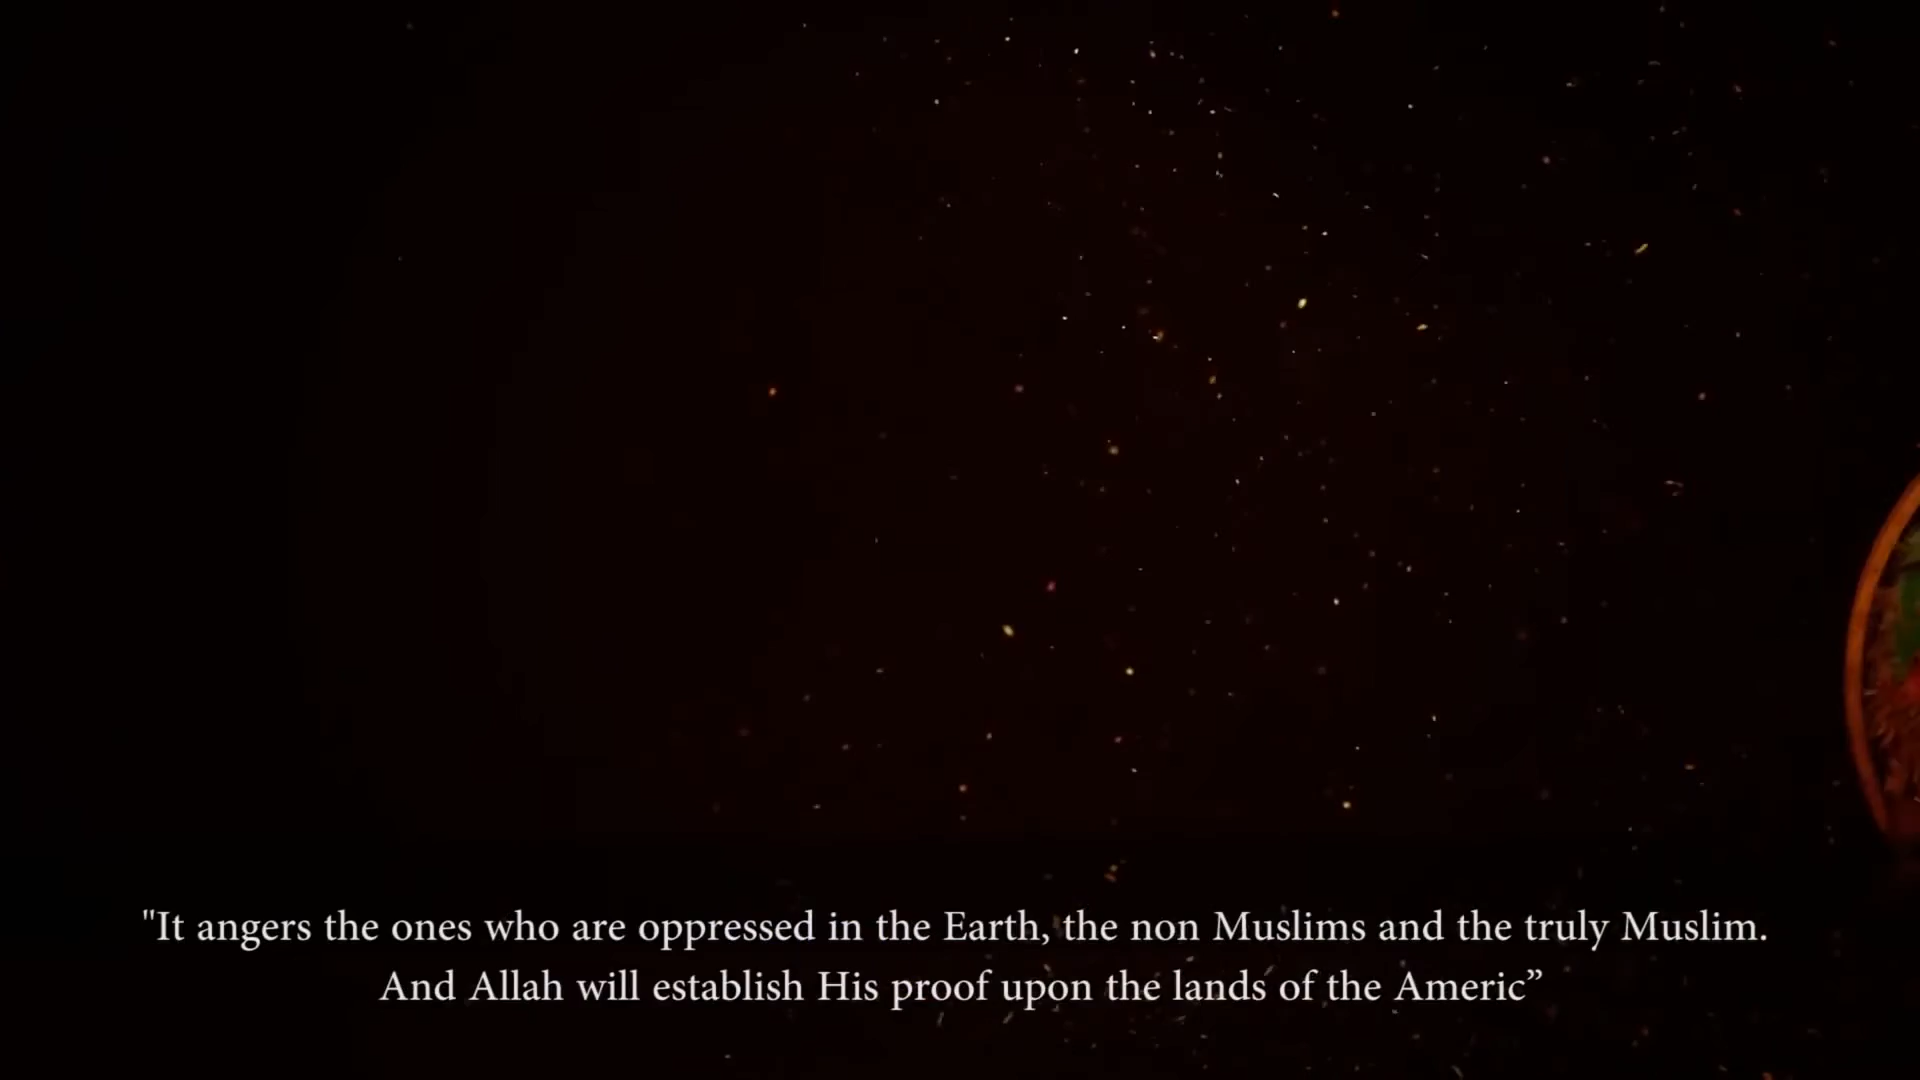 "It angers the ones who are oppressed in the Earth, the non Muslims and the truly Muslim.
And Allah will establish His proof upon the lands of the Americ”